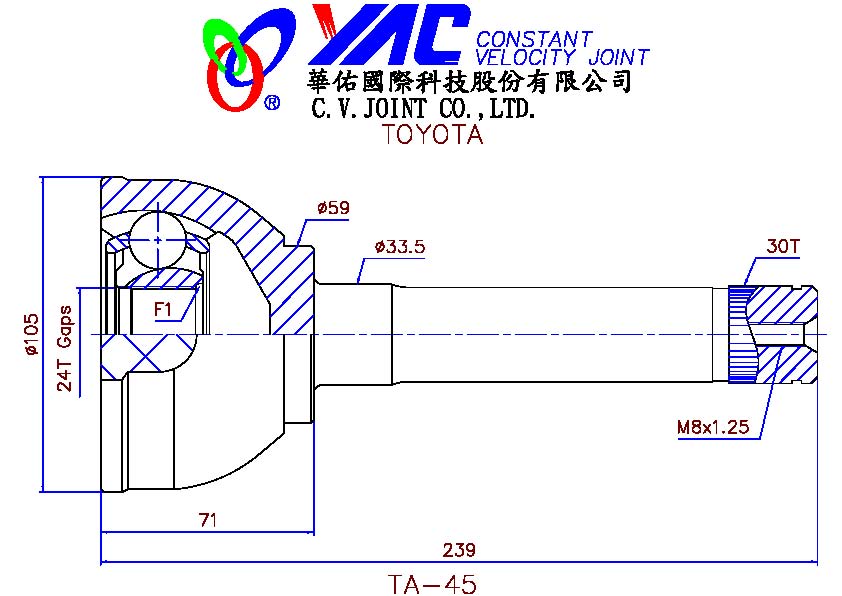 YAC CONSTANT
VELOCITY JOINT
®
華佑國際科技股份有限公司
C.V.JOINT CO.,LTD.
TOYOTA
ø59
ø33.5
30T
F1
ø105
24T Gaps
M8x1.25
71
239
TA-45